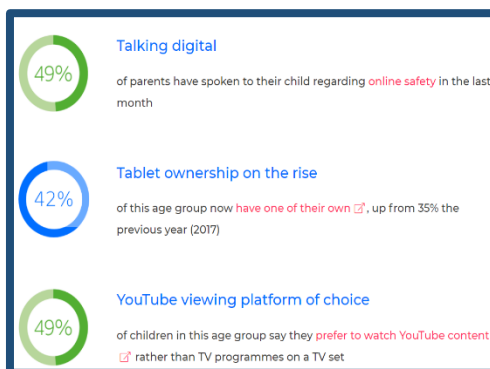 49%
Talking digital
of parents have spoken to their child regarding online safety in the last
month
42%
Tablet ownership on the rise
of this age group now have one of their own , up from 35% the
previous year (2017)
49%
YouTube viewing platform of choice
of children in this age group say they prefer to watch YouTube content
rather than TV programmes on a TV set